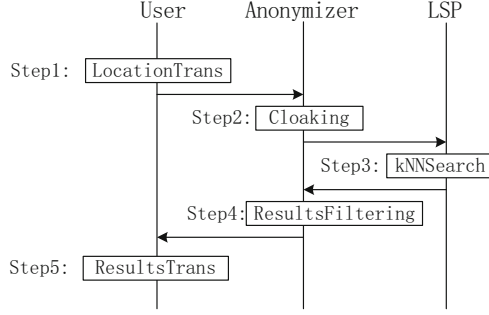 User Anonymizer LSP
Step1: LocationTrans
Step2: Cloaking
Step3: kNNSearch
Step4: ResultsFiltering
Step5: ResultsTrans